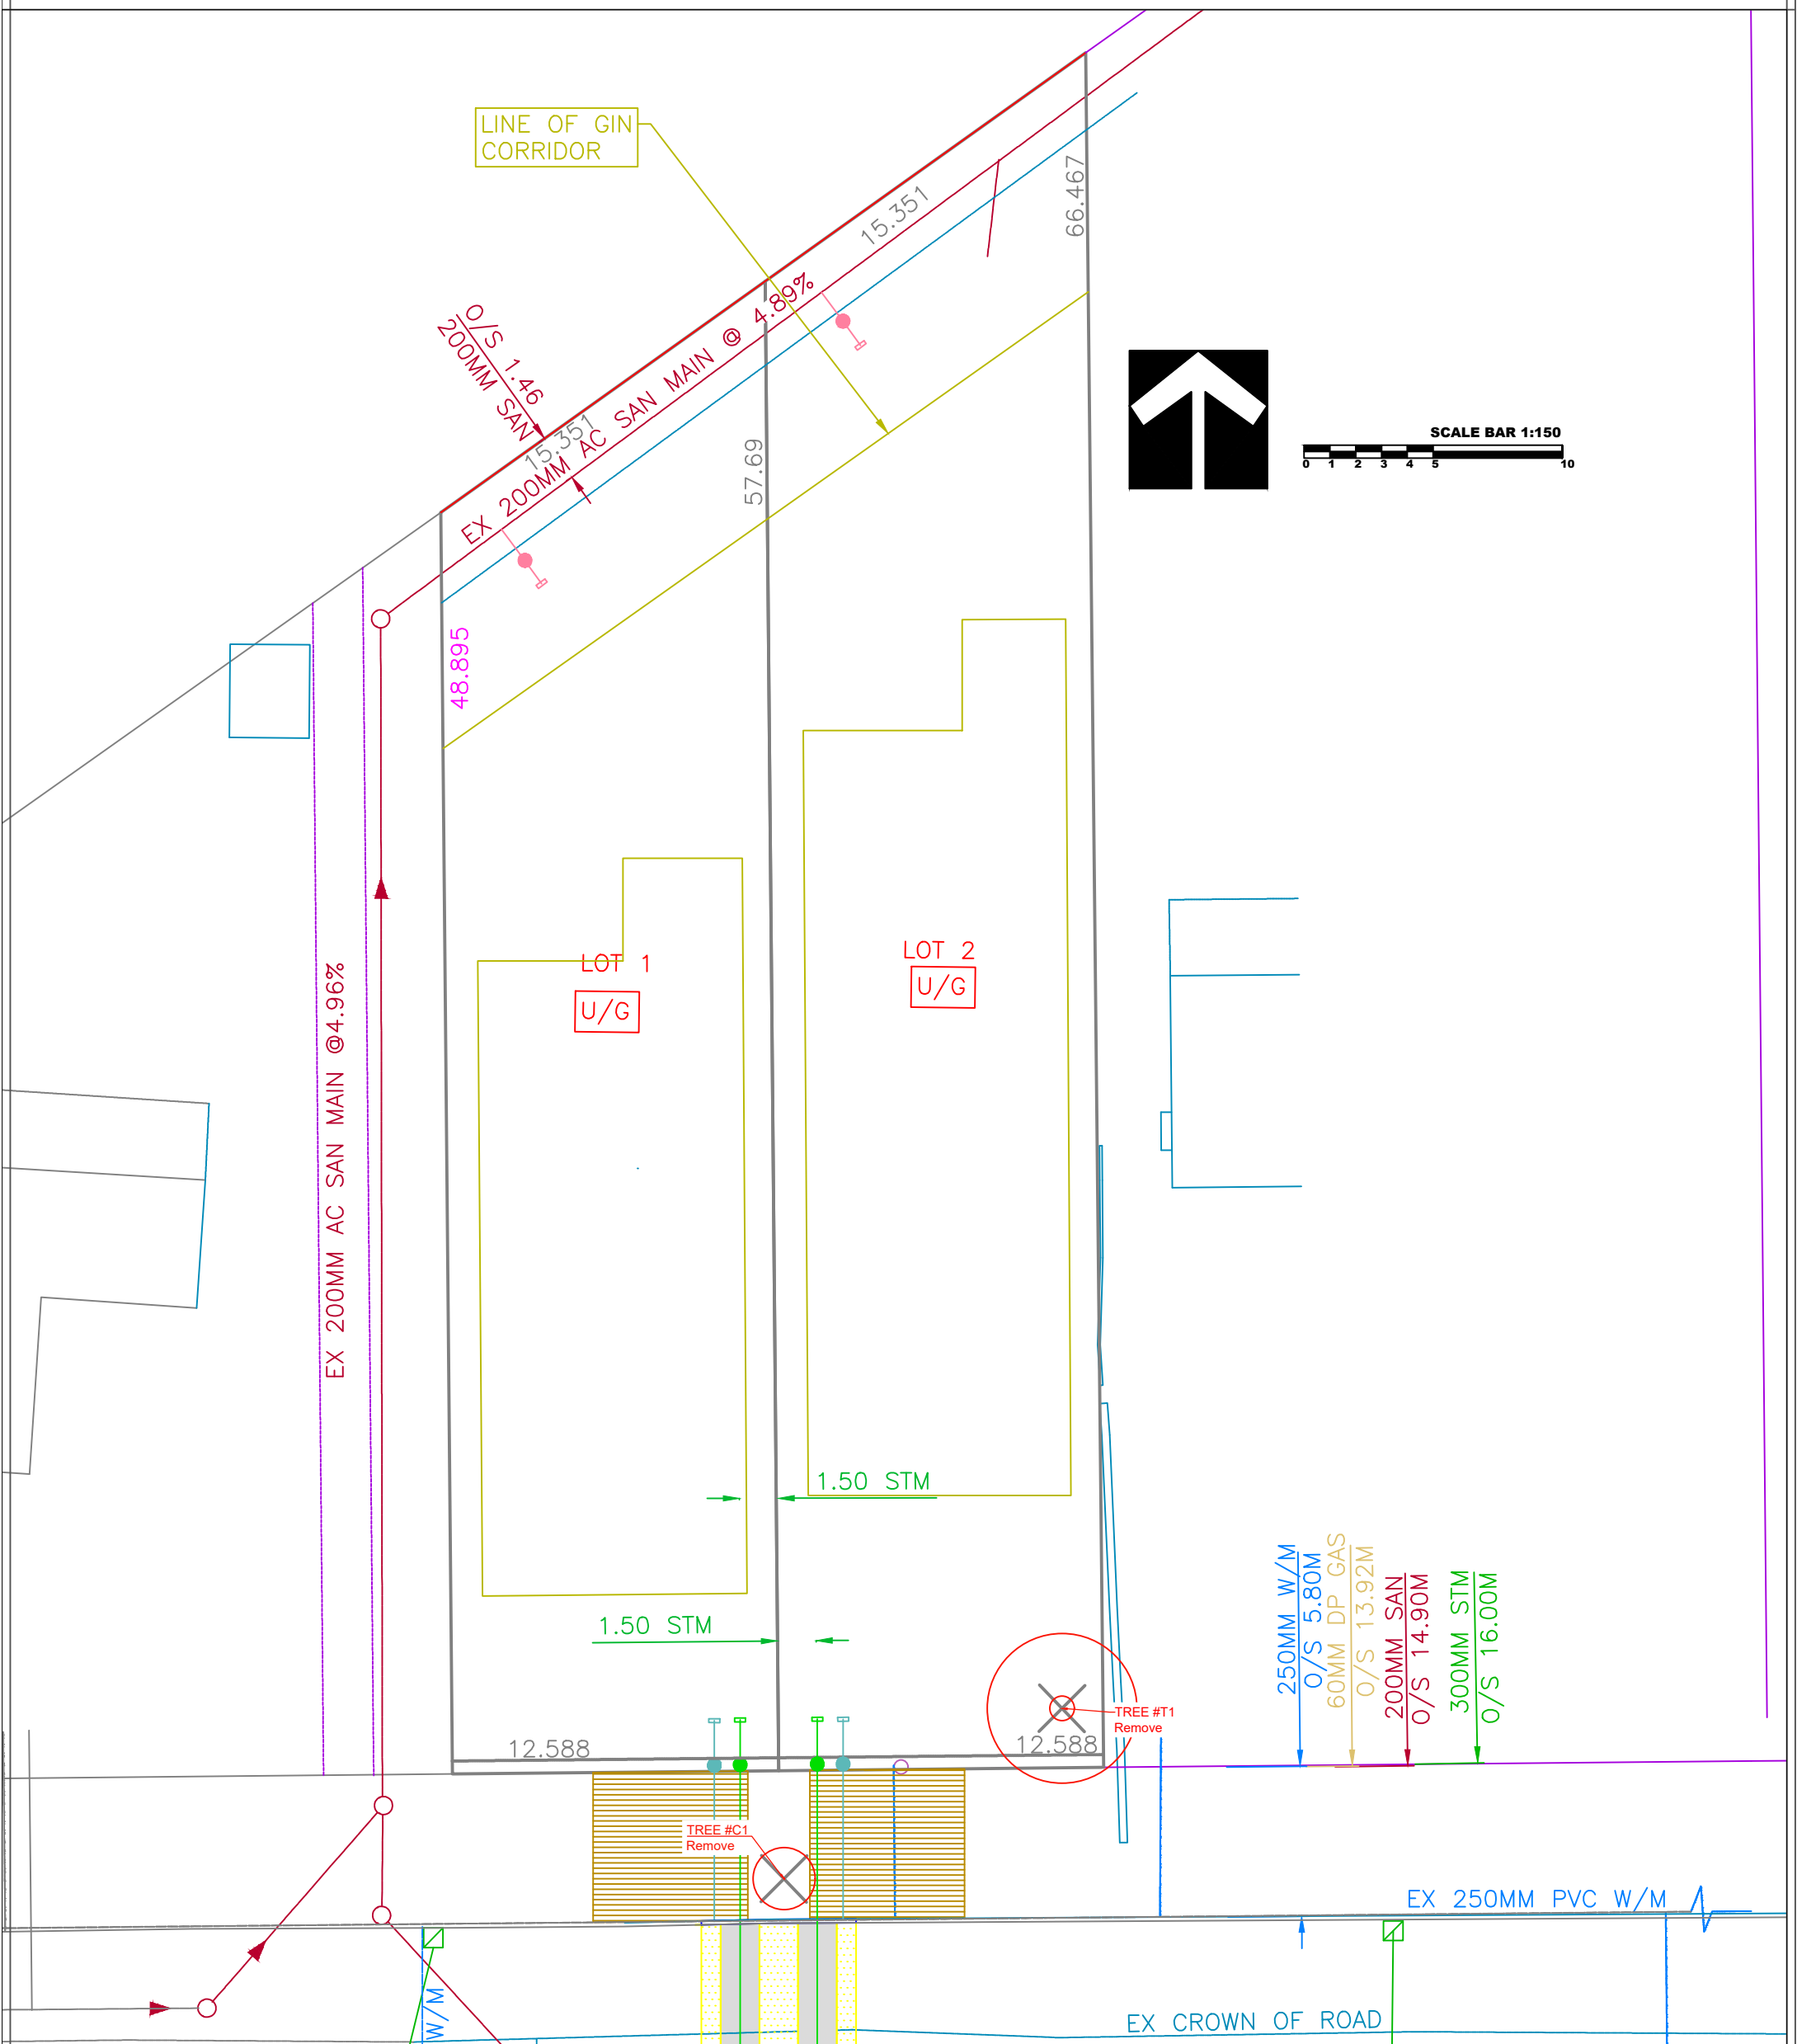 LINE OF GIN
CORRIDOR
15.351
66.467
O/S 1.46
200MM SAN
15.351
EX 200MM AC SAN MAIN @ 4.89%
57.69
SCALE BAR 1:150
0 1 2 3 4 5 10
48.895
LOT 1
U/G
LOT 2
U/G
EX 200MM AC SAN MAIN @4.96%
1.50 STM
1.50 STM
250MM W/M
O/S 5.80M
60MM DP GAS
O/S 13.92M
200MM SAN
O/S 14.90M
300MM STM
O/S 16.00M
TREE #T1
Remove
12.588
12.588
TREE #C1
Remove
EX 250MM PVC W/M
W/M
EX CROWN OF ROAD